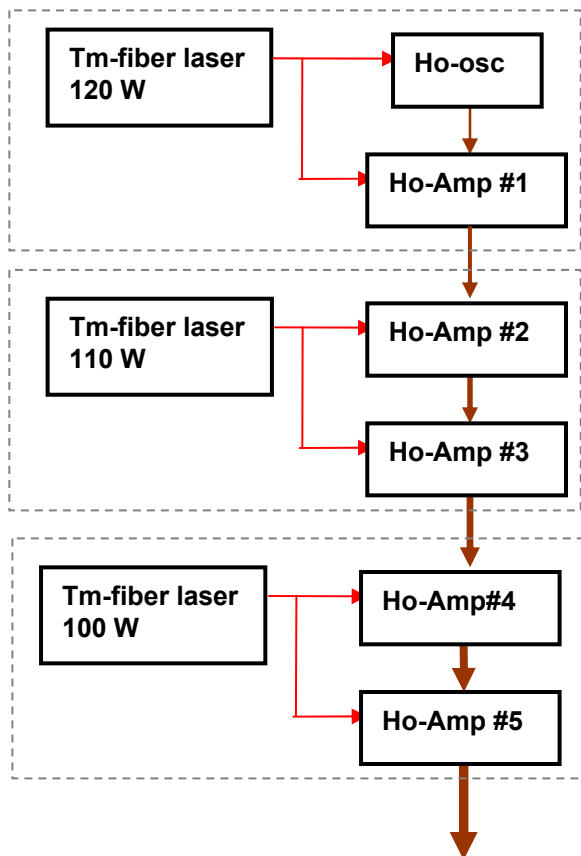 Tm-fiber laser
120 W
Ho-osc
Ho-Amp #1
Tm-fiber laser
110 W
Ho-Amp #2
Ho-Amp #3
Tm-fiber laser
100 W
Ho-Amp#4
Ho-Amp #5